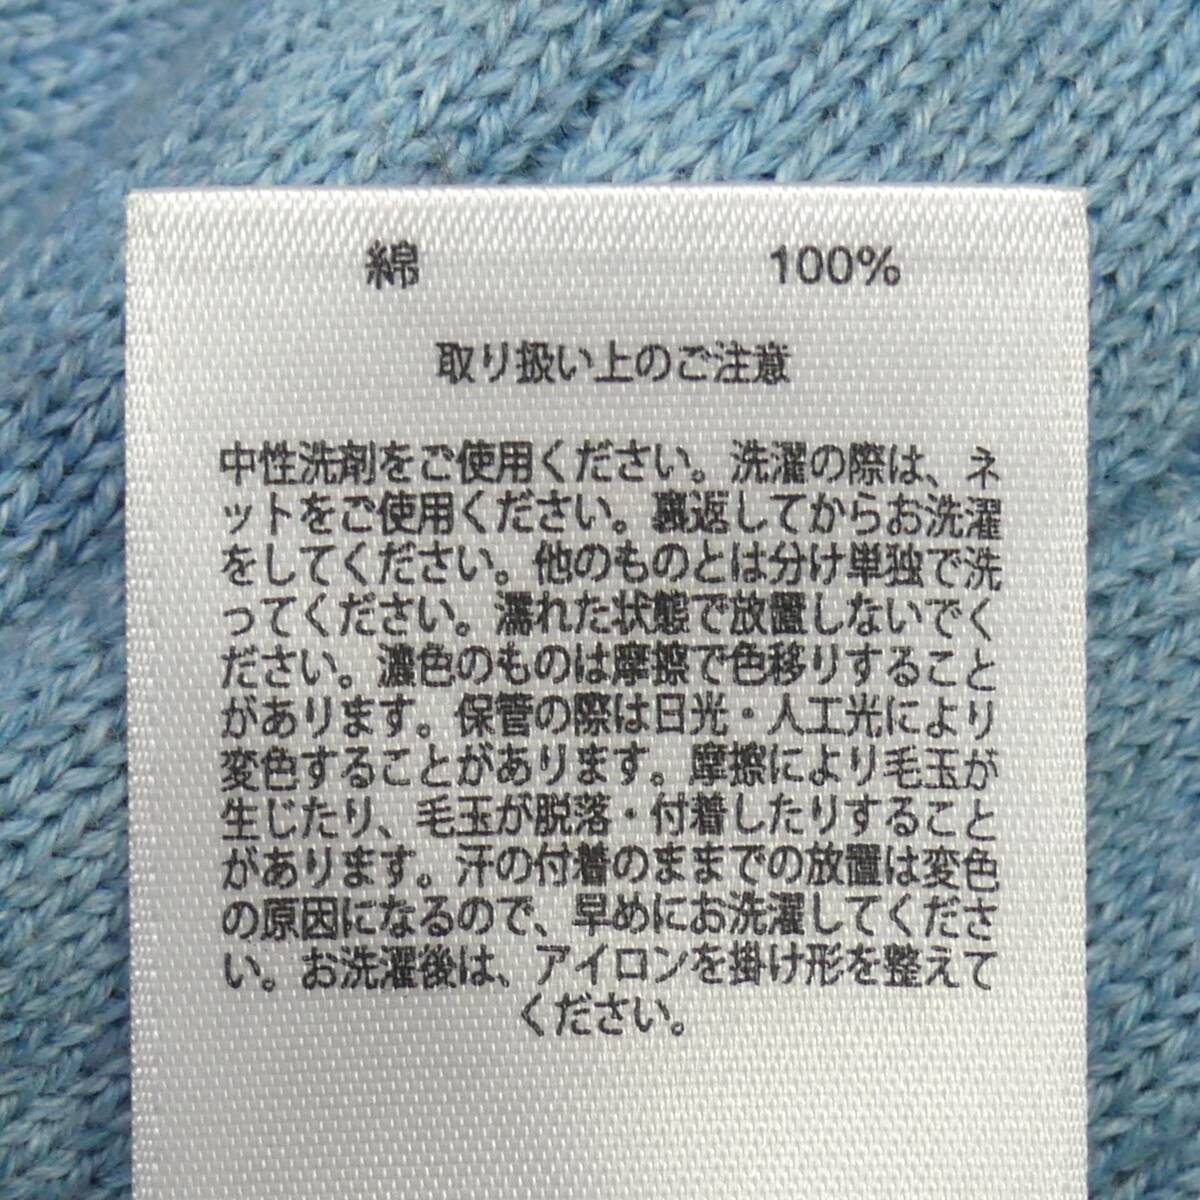 綿 100%
取り扱い上のご注意
中性洗剤をご使用ください。洗濯の際は、ネ
ットをご使用ください。裏返してからお洗濯
をしてください。他のものとは分け単独で洗
ってください。濡れた状態で放置しないでく
ださい。濃色のものは摩擦で色移りすること
があります。保管の際は日光・人工光により
変色することがあります。摩擦により毛玉が
生じたり、毛玉が脱落・付着したりすること
があります。汗の付着のままでの放置は変色
の原因になるので、早めにお洗濯してくださ
い。お洗濯後は、アイロンを掛け形を整えて
ください。